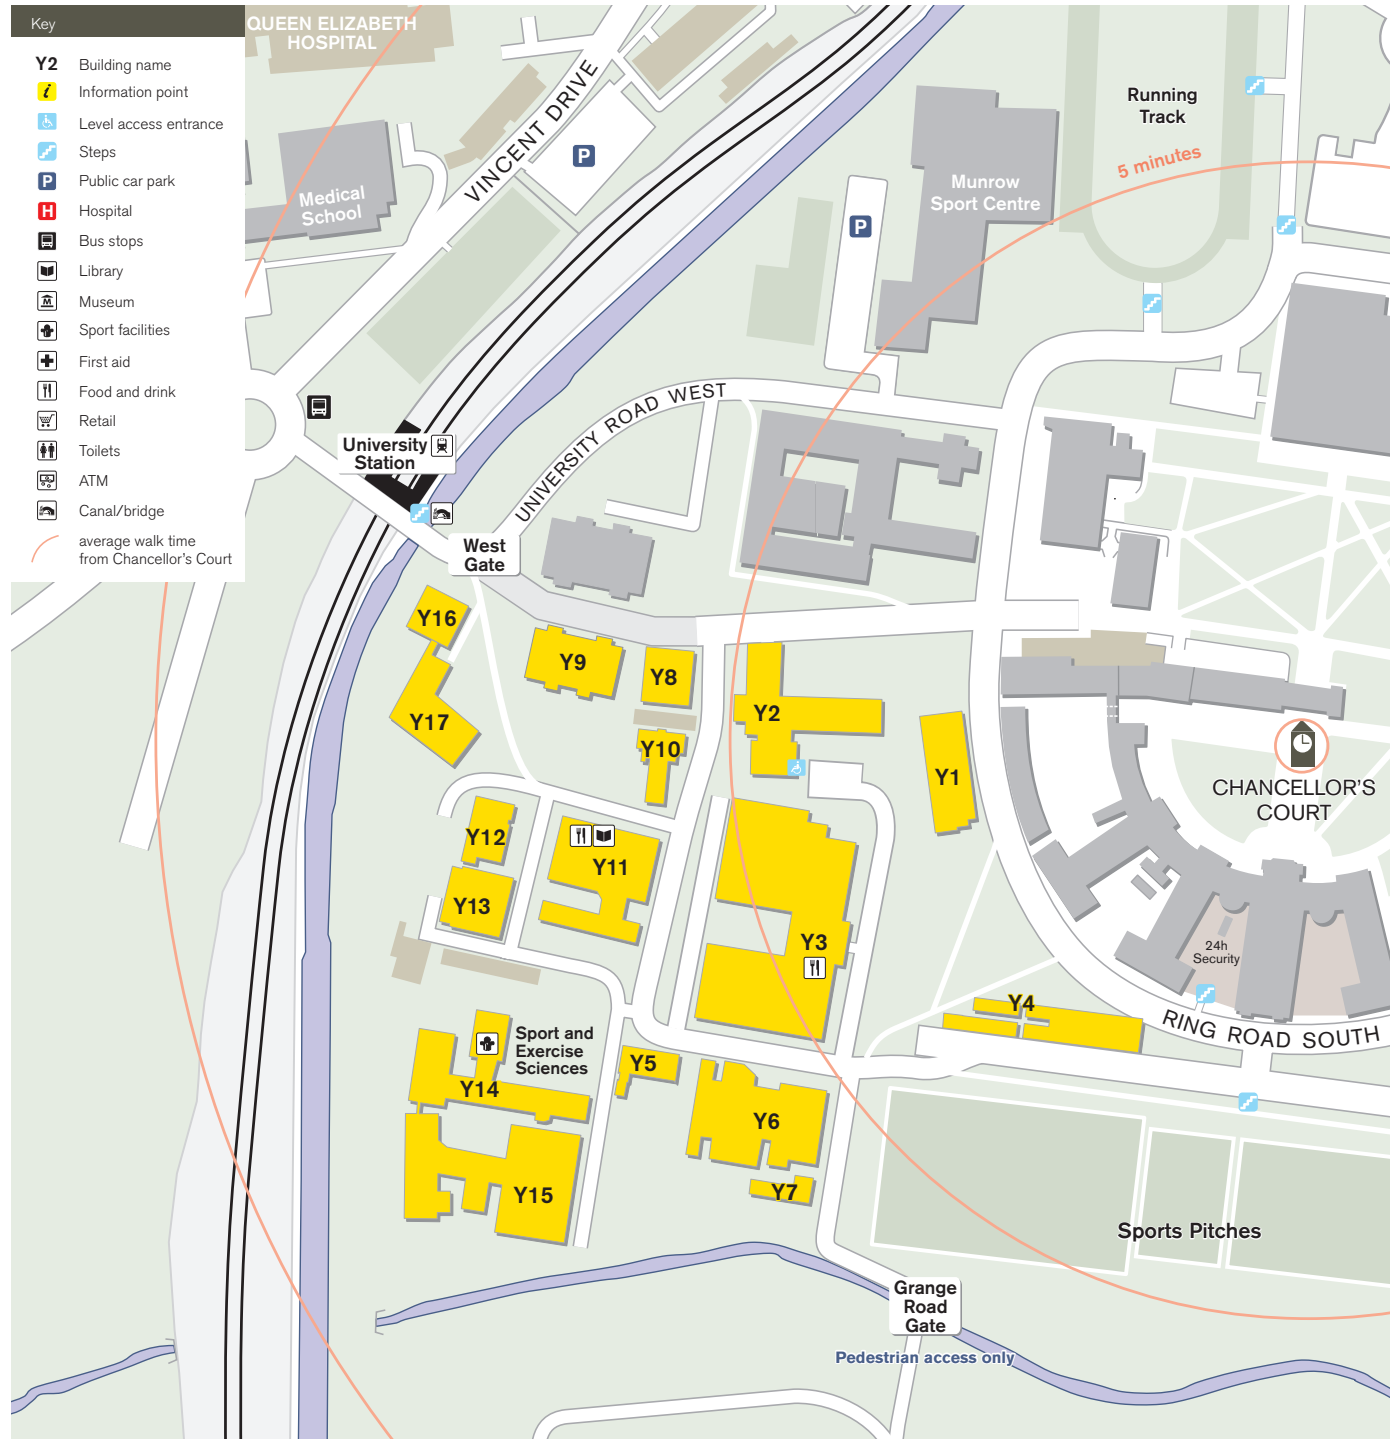 Key
Y2 Building name
i Information point
Level access entrance
Steps
P Public car park
H Hospital
Bus stops
Library
M Museum
Sport facilities
First aid
Food and drink
Retail
Toilets
ATM
Canal/bridge
average walk time
from Chancellor's Court
QUEEN ELIZABETH
HOSPITAL
VINCENT DRIVE
P
Medical
School
Running
Track
5 minutes
Munrow
Sport Centre
P
UNIVERSITY ROAD WEST
University
Station
West
Gate
Y16
Y9
Y8
Y17
Y2
Y10
Y1
CHANCELLOR'S
COURT
Y12
Y11
Y13
Y3
24h
Security
Y4
RING ROAD SOUTH
Sport and
Exercise
Sciences
Y14
Y5
Y6
Y15
Y7
Sports Pitches
Grange
Road
Gate
Pedestrian access only